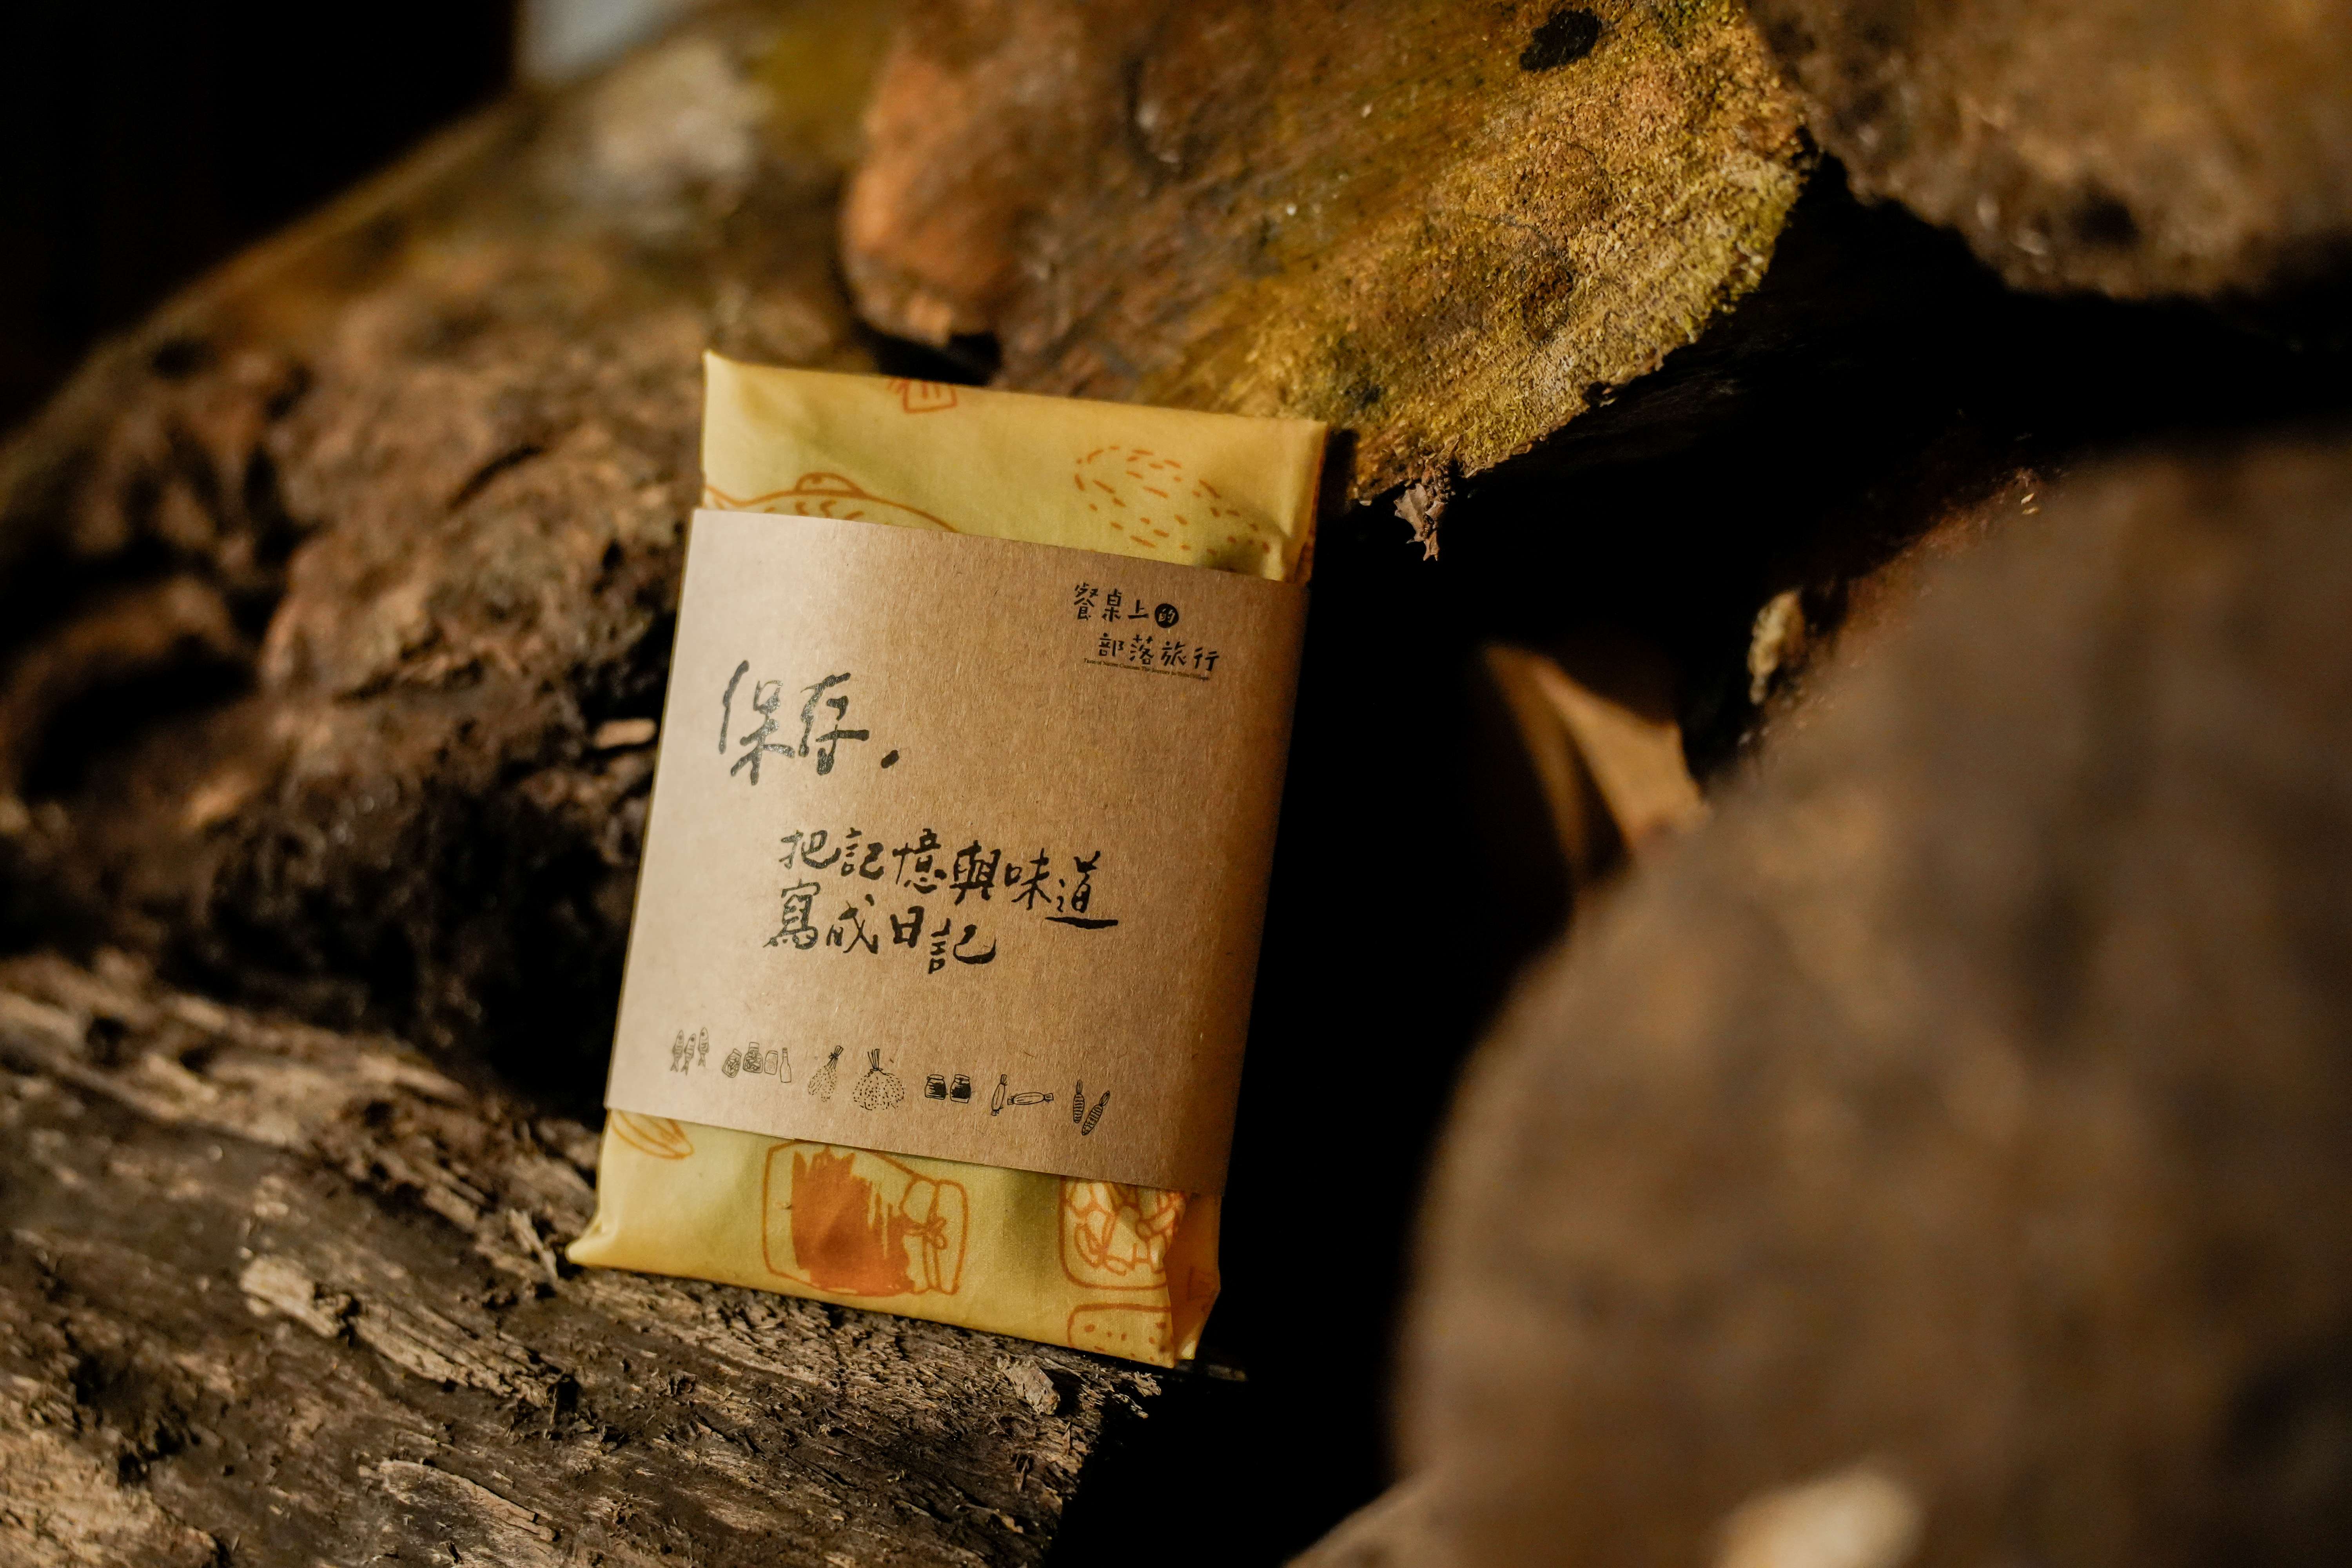 餐桌上的
部落旅行
保存，
把記憶與味道
寫成日記